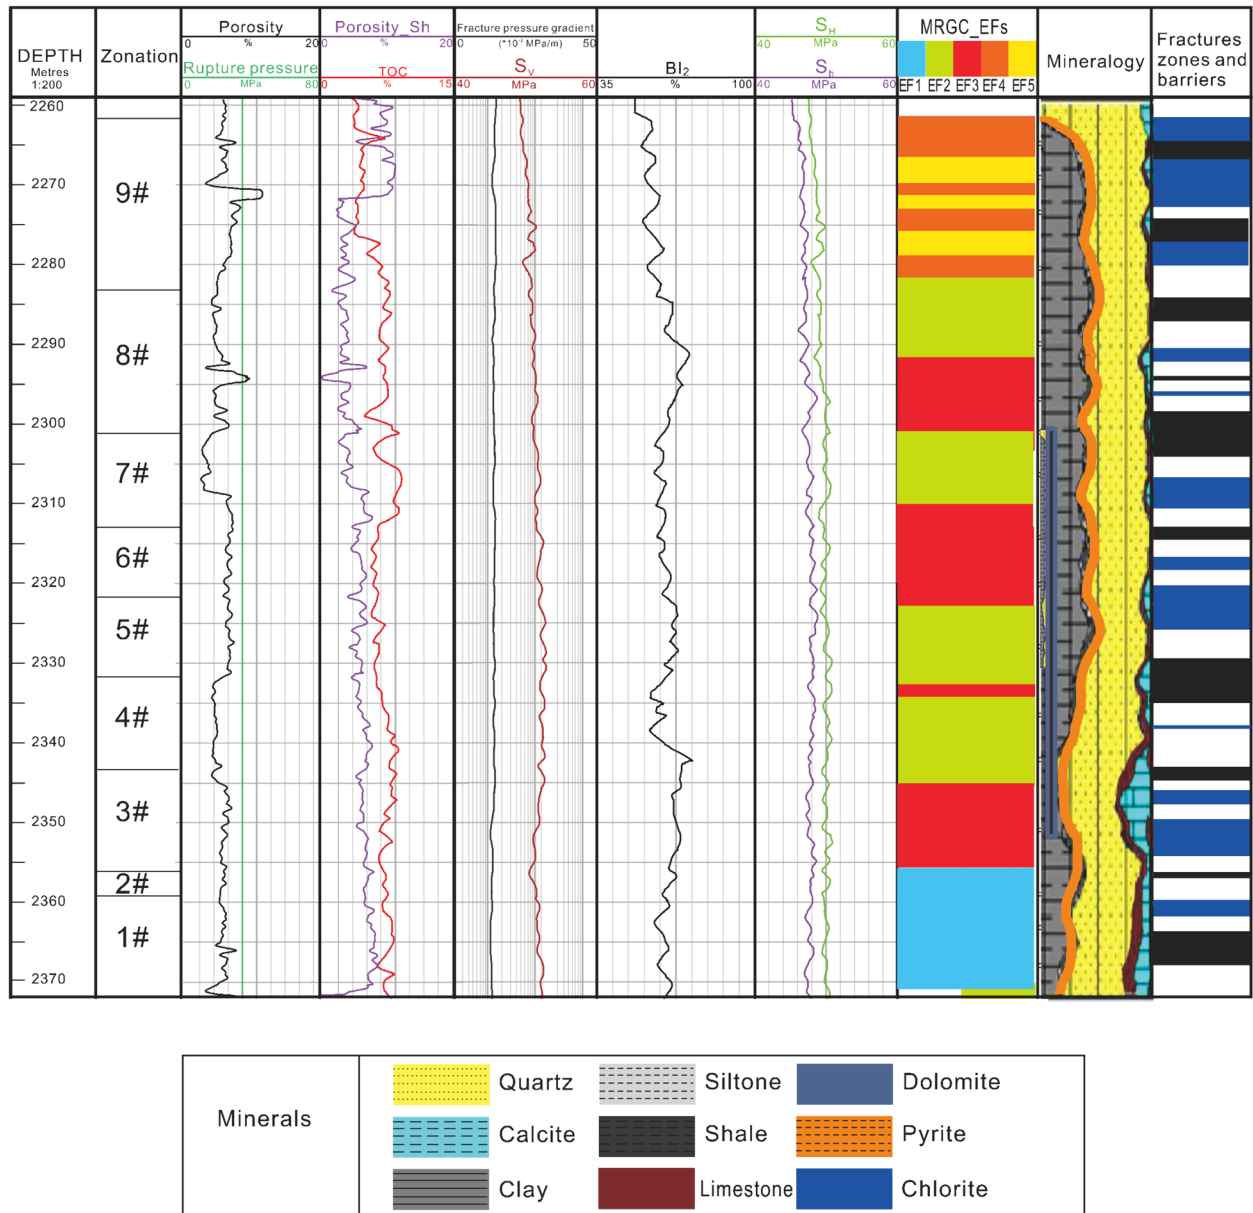 DEPTH
Metres
1:200
Zonation
Porosity
0 % 20
Rupture pressure
0 MPa 80
Porosity_Sh
0 % 20
TOC
0 % 15
Fracture pressure gradient
0 (*10⁻³ MPa/m) 50
Sv
40 MPa 60
BI₂
35 % 100
S_H
40 MPa 60
S_h
40 MPa 60
MRGC_EFs
EF1 EF2 EF3 EF4 EF5
Mineralogy
Fractures
zones and
barriers
2260
2270
9#
2280
2290
8#
2300
7#
2310
6#
2320
5#
2330
4#
2340
3#
2350
2#
2360
1#
2370
Minerals
Quartz
Siltone
Dolomite
Calcite
Shale
Pyrite
Clay
Limestone
Chlorite